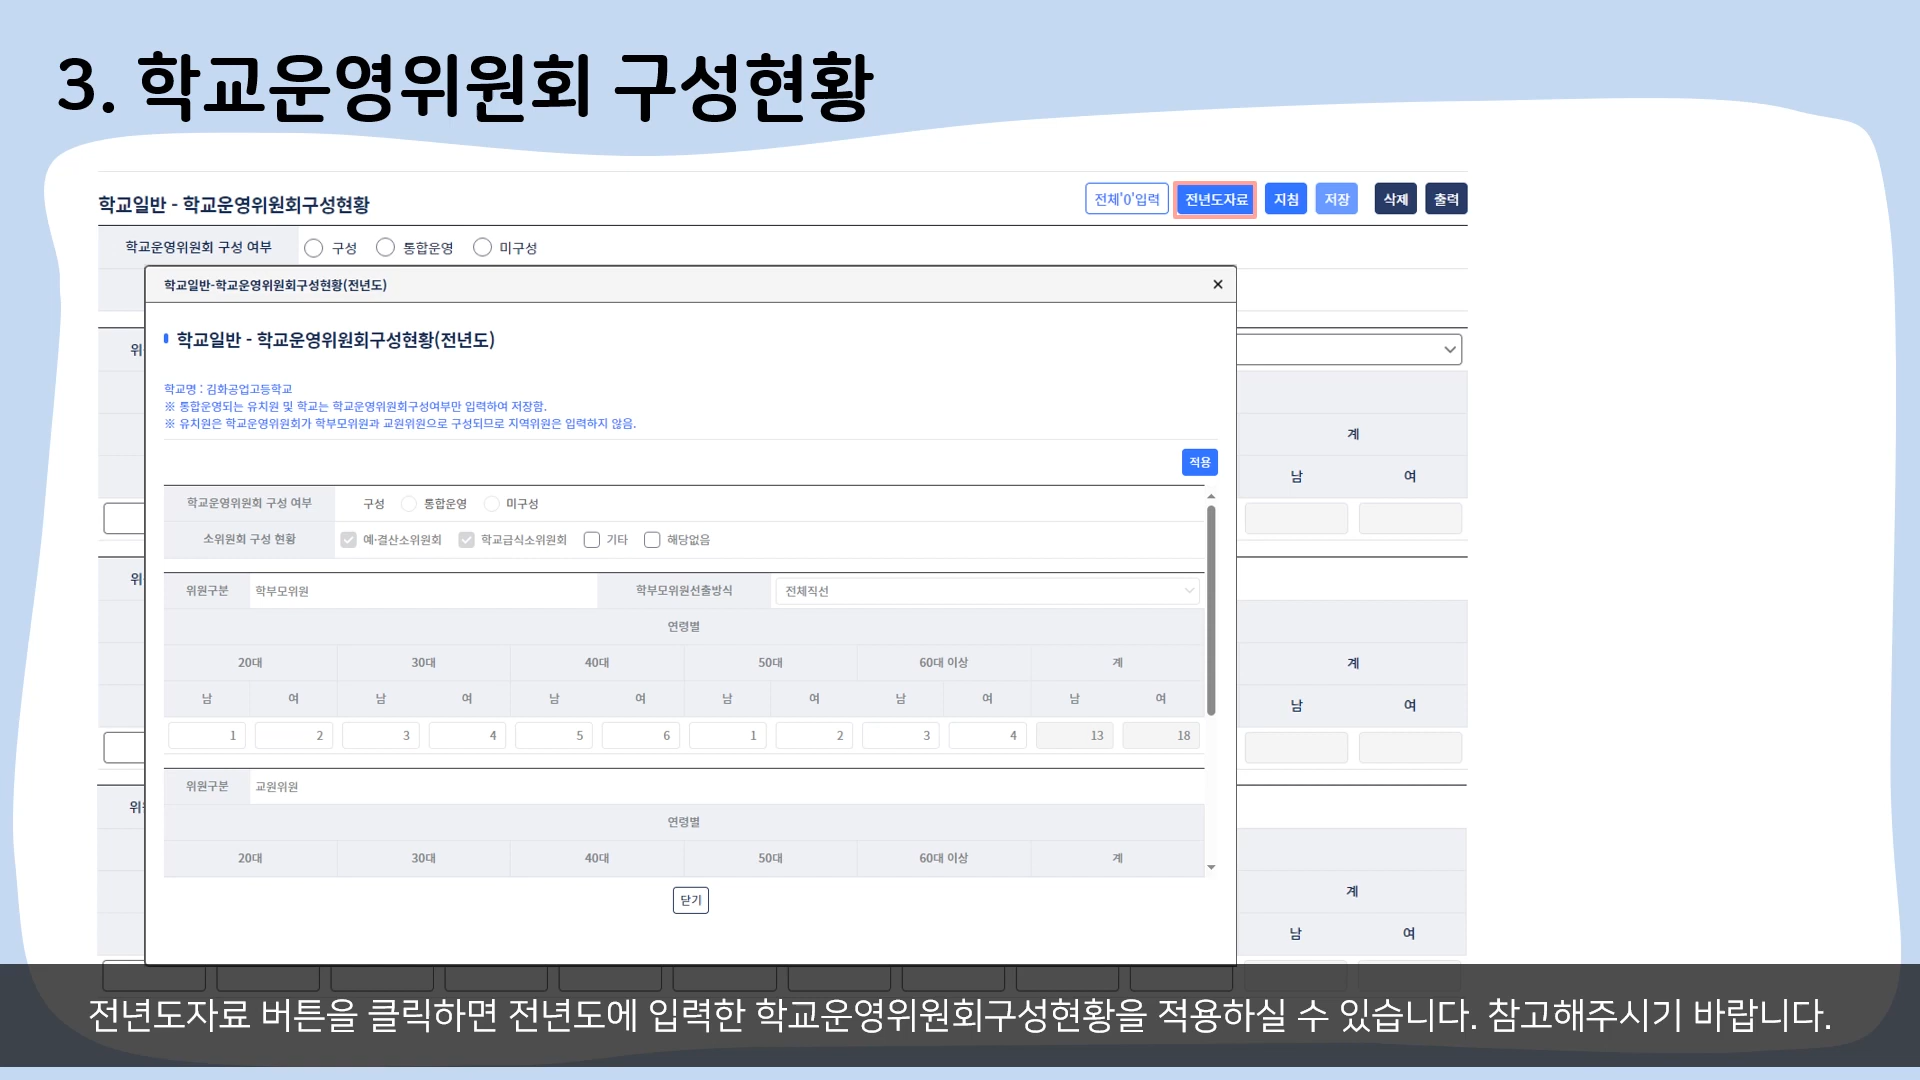 3. 학교운영위원회 구성현황
학교일반 - 학교운영위원회구성현황
전체'0'입력 전년도자료 지침 저장 삭제 출력
학교운영위원회 구성 여부 구성 통합운영 미구성
학교일반-학교운영위원회구성현황(전년도) ×
학교일반 - 학교운영위원회구성현황(전년도)
학교명 : 김화공업고등학교
※ 통합운영되는 유치원 및 학교는 학교운영위원회구성여부만 입력하여 저장함.
※ 유치원은 학교운영위원회가 학부모위원과 교원위원으로 구성되므로 지역위원은 입력하지 않음.
적용
학교운영위원회 구성 여부 구성 통합운영 미구성
소위원회 구성 현황 예·결산소위원회 학교급식소위원회 기타 해당없음
위원구분 학부모위원 학부모위원선출방식 전체직선
연령별
20대 30대 40대 50대 60대 이상 계
남 여 남 여 남 여 남 여 남 여 남 여
1 2 3 4 5 6 1 2 3 4 13 18
위원구분 교원위원
연령별
20대 30대 40대 50대 60대 이상 계
닫기
위
계
남 여
위
계
남 여
위
계
남 여
전년도자료 버튼을 클릭하면 전년도에 입력한 학교운영위원회구성현황을 적용하실 수 있습니다. 참고해주시기 바랍니다.